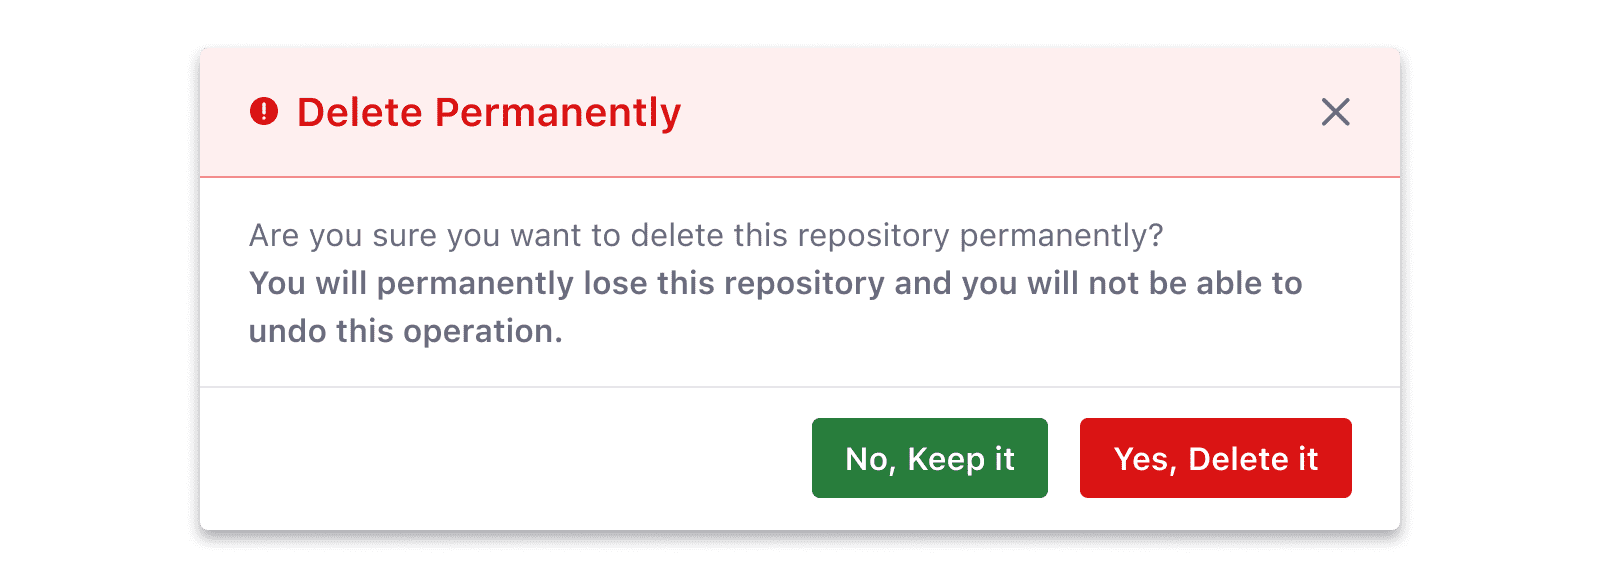 Delete Permanently
Are you sure you want to delete this repository permanently?
You will permanently lose this repository and you will not be able to
undo this operation.
No, Keep it
Yes, Delete it